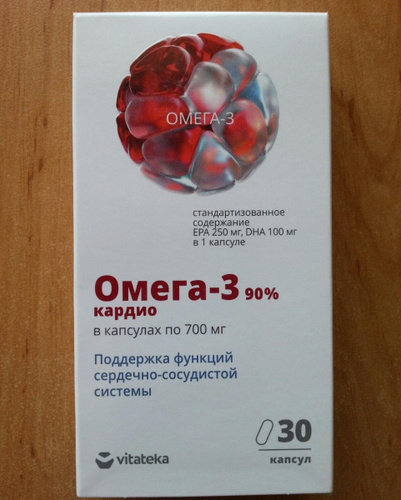 ОМЕГА-3
стандартизованное
содержание
EPA 250 мг, DHA 100 мг
в 1 капсуле
Омега-3 90%
кардио
в капсулах по 700 мг
Поддержка функций
сердечно-сосудистой
системы
30
капсул
vitateka